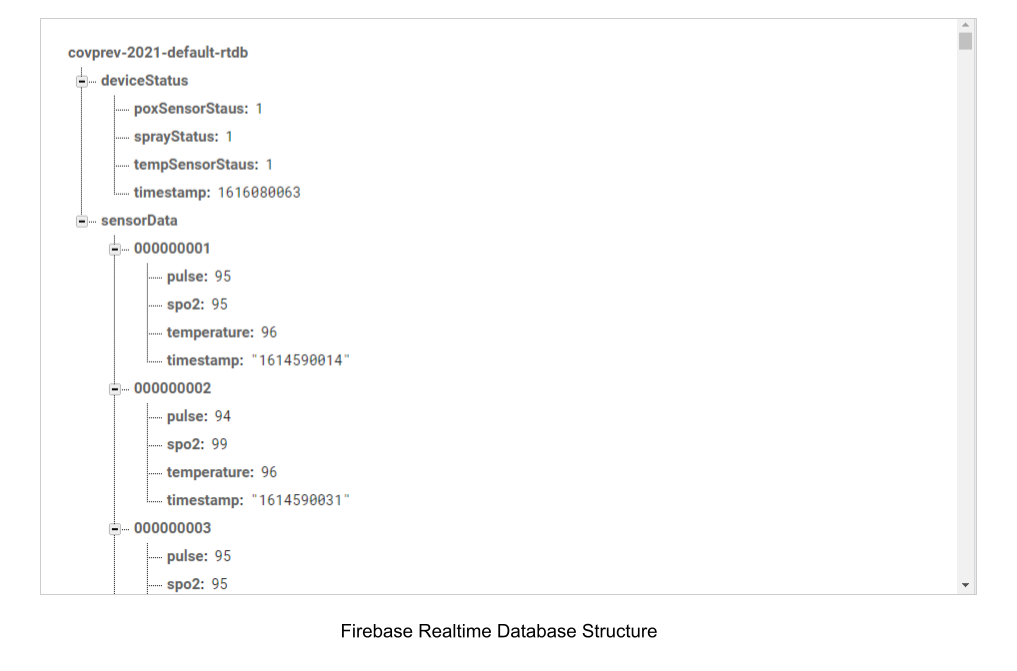 covprev-2021-default-rtdb
deviceStatus
poxSensorStaus: 1
sprayStatus: 1
tempSensorStaus: 1
timestamp: 1616080063
sensorData
000000001
pulse: 95
spo2: 95
temperature: 96
timestamp: "1614590014"
000000002
pulse: 94
spo2: 99
temperature: 96
timestamp: "1614590031"
000000003
pulse: 95
spo2: 95
Firebase Realtime Database Structure